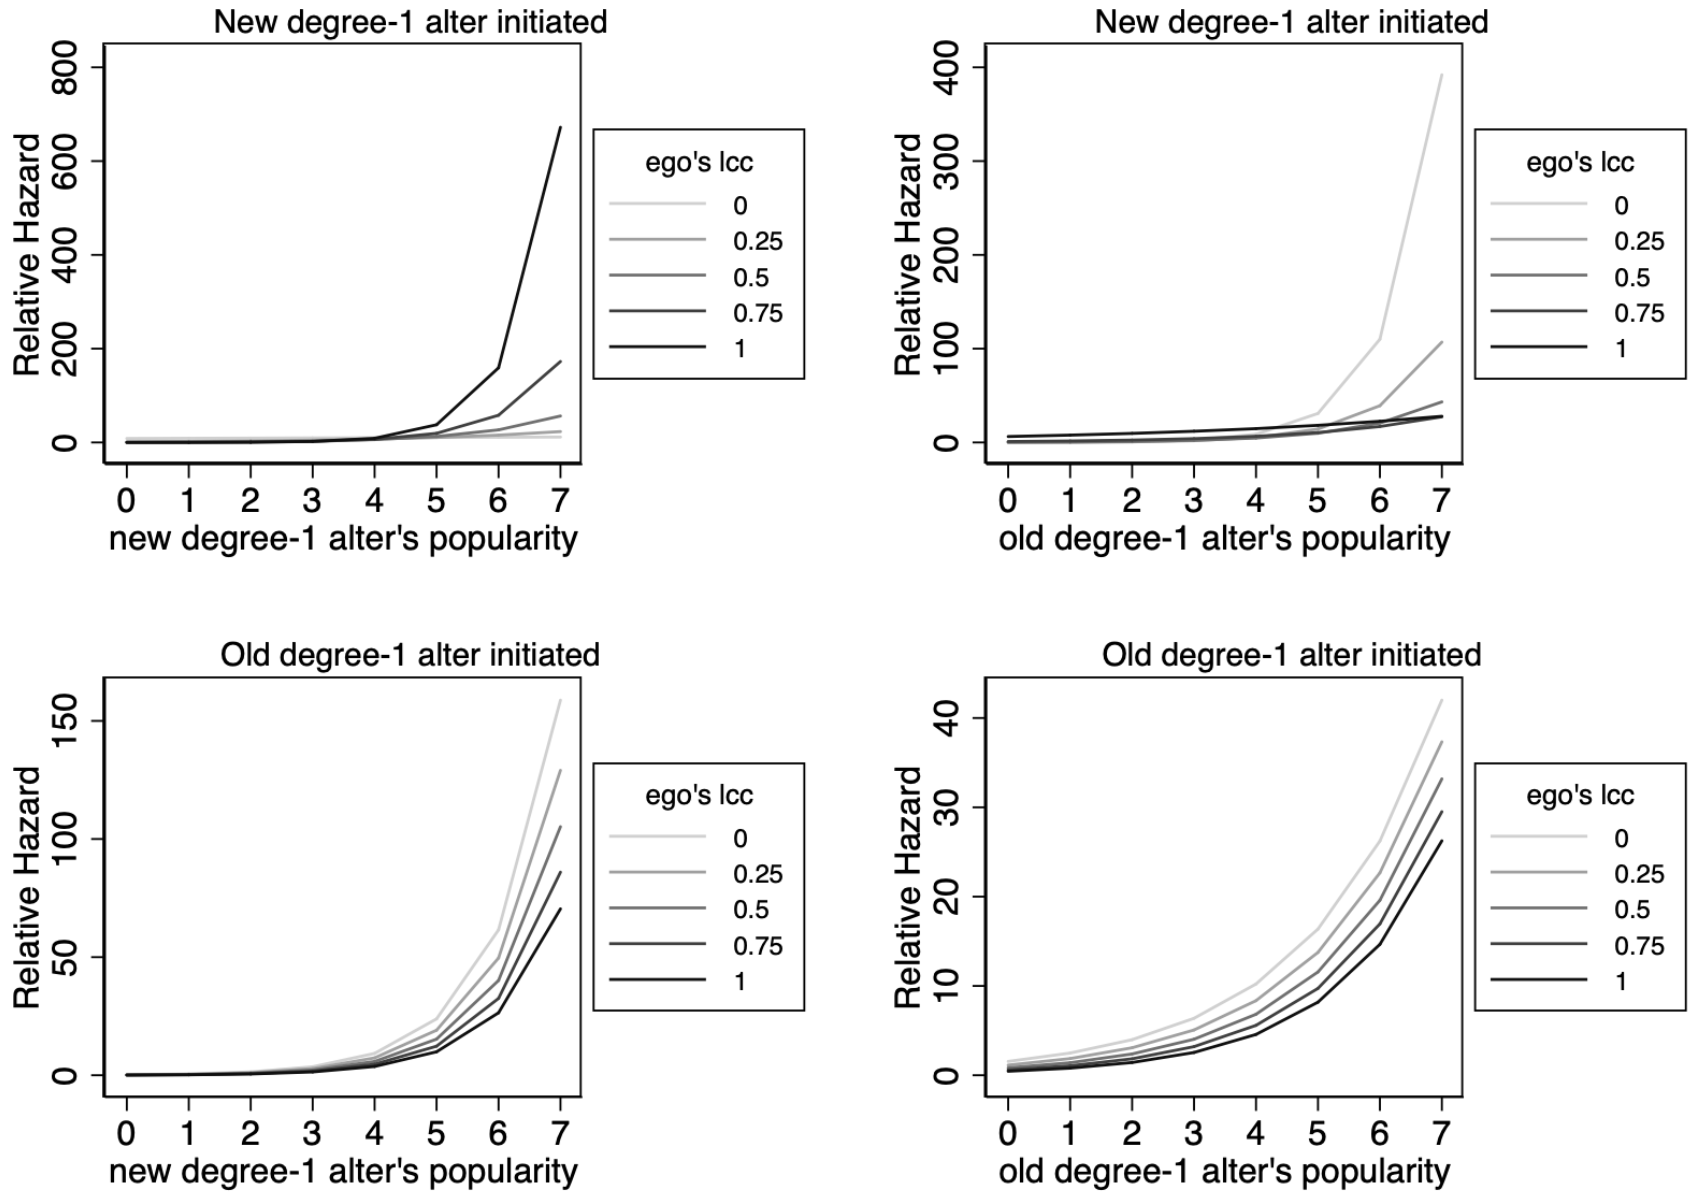 New degree-1 alter initiated
Relative Hazard
0 200 400 600 800
0 1 2 3 4 5 6 7
new degree-1 alter's popularity
ego's lcc
0
0.25
0.5
0.75
1
New degree-1 alter initiated
Relative Hazard
0 100 200 300 400
0 1 2 3 4 5 6 7
old degree-1 alter's popularity
ego's lcc
0
0.25
0.5
0.75
1
Old degree-1 alter initiated
Relative Hazard
0 50 100 150
0 1 2 3 4 5 6 7
new degree-1 alter's popularity
ego's lcc
0
0.25
0.5
0.75
1
Old degree-1 alter initiated
Relative Hazard
0 10 20 30 40
0 1 2 3 4 5 6 7
old degree-1 alter's popularity
ego's lcc
0
0.25
0.5
0.75
1